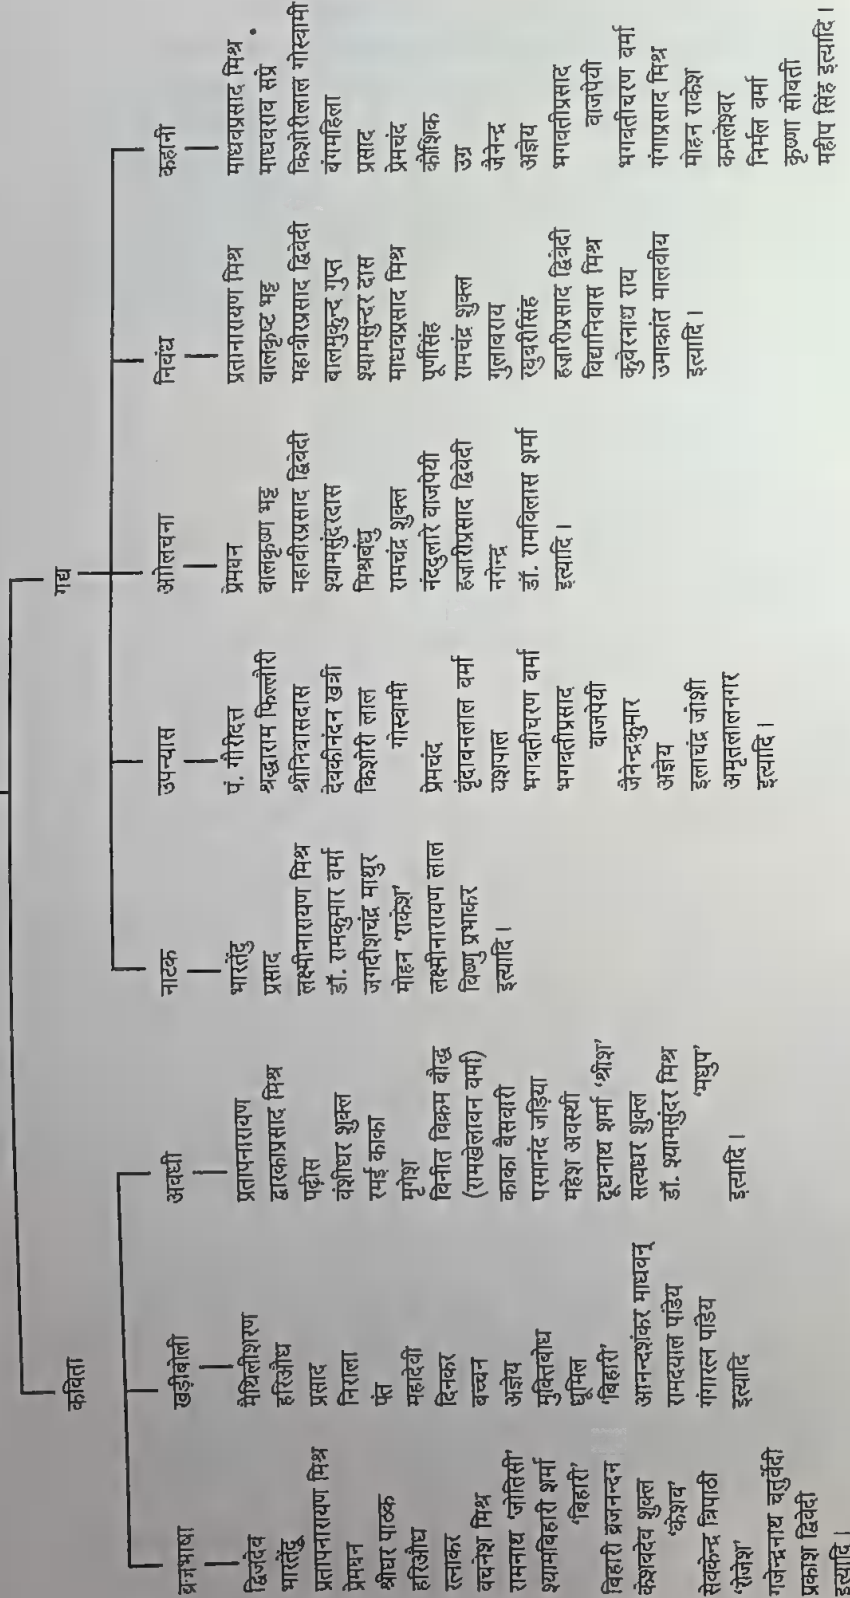 कविता
गद्य
ब्रजभाषा
द्विजदेव
भारतेंदु
प्रतापनारायण मिश्र
प्रेमघन
श्रीधर पाठक
हरिऔध
रत्नाकर
वचनेश मिश्र
रामनाथ 'जोतिसी'
श्यामबिहारी शर्मा
'बिहारी'
बिहारी ब्रजनन्दन
केशवदेव शुक्ल
'केशव'
सेवकेन्द्र त्रिपाठी
'रोजेश'
गजेन्द्रनाथ चतुर्वेदी
प्रकाश द्विवेदी
इत्यादि।
खड़ीबोली
मैथिलीशरण
हरिऔध
प्रसाद
निराला
पंत
महादेवी
दिनकर
बच्चन
अज्ञेय
मुक्तिबोध
धूमिल
'बिहारी'
आनन्दशंकर माधवन्
रामदयाल पांडेय
गंगारत्न पांडेय
इत्यादि
अवधी
प्रतापनारायण
द्वारकाप्रसाद मिश्र
पढ़ीस
वंशीधर शुक्ल
रमई काका
मृगेश
विनीत विक्रम बौद्ध
(रामखेलावन वर्मा)
काका बैसवारी
परमानंद जड़िया
महेश अवस्थी
दूधनाथ शर्मा 'श्रीश'
सत्यधर शुक्ल
डॉ. श्यामसुंदर मिश्र
'मधुप'
इत्यादि।
नाटक
भारतेंदु
प्रसाद
लक्ष्मीनारायण मिश्र
डॉ. रामकुमार वर्मा
जगदीशचंद्र माथुर
मोहन 'राकेश'
लक्ष्मीनारायण लाल
विष्णु प्रभाकर
इत्यादि।
उपन्यास
पं. गौरीदत्त
श्रद्धाराम फिल्लौरी
श्रीनिवासदास
देवकीनंदन खत्री
किशोरी लाल
गोस्वामी
प्रेमचंद
वृंदावनलाल वर्मा
यशपाल
भगवतीचरण वर्मा
भगवतीप्रसाद
वाजपेयी
जैनेन्द्रकुमार
अज्ञेय
इलाचंद्र जोशी
अमृतलालनागर
इत्यादि।
आोलचना
प्रेमघन
बालकृष्ण भट्ट
महावीरप्रसाद द्विवेदी
श्यामसुंदरदास
मिश्रबंधु
रामचंद्र शुक्ल
नंददुलारे वाजपेयी
हज़ारीप्रसाद द्विवेदी
नगेन्द्र
डॉ. रामविलास शर्मा
इत्यादि।
निबंध
प्रतानारायण मिश्र
बालकृष्ट भट्ट
महावीरप्रसाद द्विवेदी
बालमुकुन्द गुप्त
श्यामसुन्दर दास
माधवप्रसाद मिश्र
पूर्णसिंह
रामचंद्र शुक्ल
गुलाबराय
रघुबरीसिंह
हज़ारीप्रसाद द्विवेदी
विद्यानिवास मिश्र
कुबेरनाथ राय
उमाकांत मालवीय
इत्यादि।
कहानी
माधवप्रसाद मिश्र
माधवराव सप्रे
किशोरीलाल गोस्वामी
बंगमहिला
प्रसाद
प्रेमचंद
कौशिक
उग्र
जैनेन्द्र
अज्ञेय
भगवतीप्रसाद
वाजपेयी
भगवतीचरण वर्मा
गंगाप्रसाद मिश्र
मोहन राकेश
कमलेश्वर
निर्मल वर्मा
कृष्णा सोबती
महीप सिंह इत्यादि।